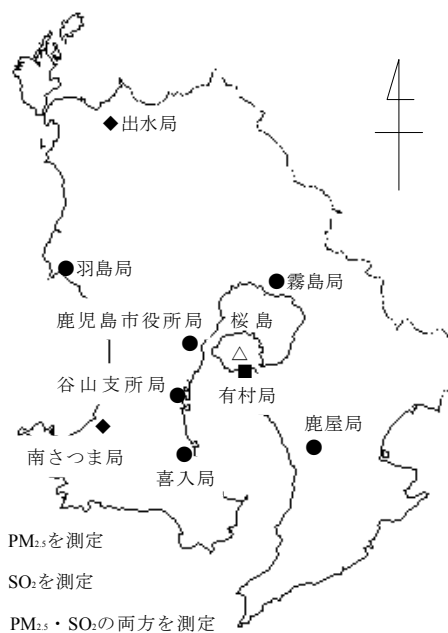 出水局
羽島局
霧島局
鹿児島市役所局
桜島
谷山支所局
有村局
南さつま局
鹿屋局
喜入局
PM2.5を測定
SO2を測定
PM2.5・SO2の両方を測定